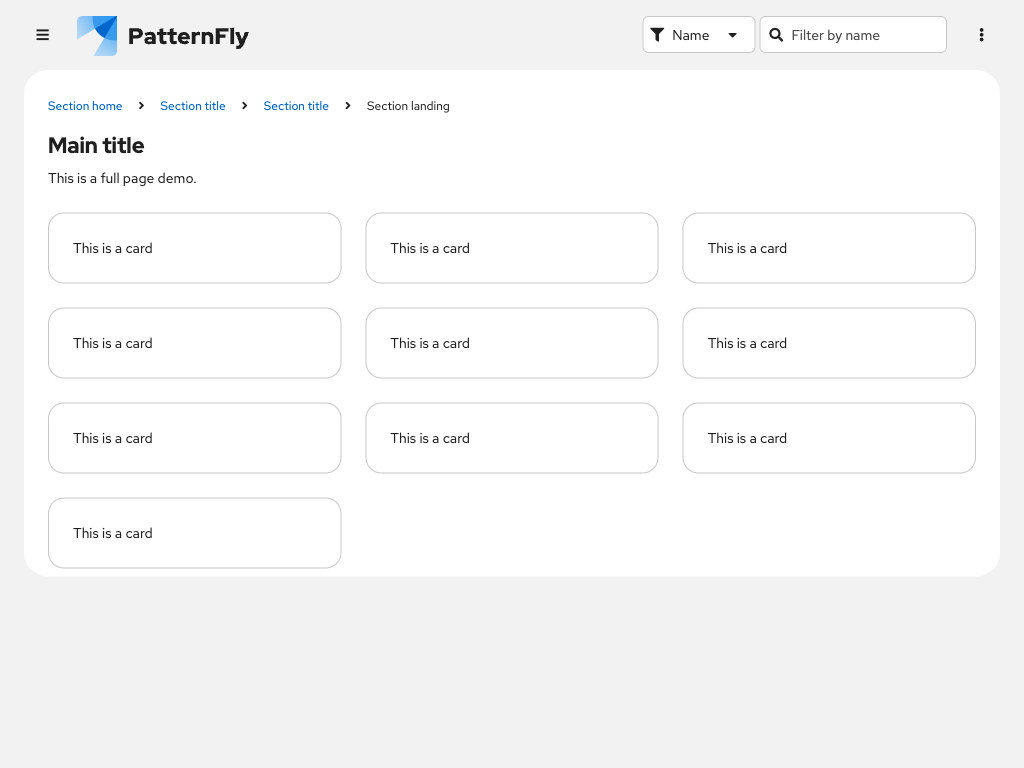 PatternFly
Name
Filter by name
Section home
Section title
Section title
Section landing
Main title
This is a full page demo.
This is a card
This is a card
This is a card
This is a card
This is a card
This is a card
This is a card
This is a card
This is a card
This is a card